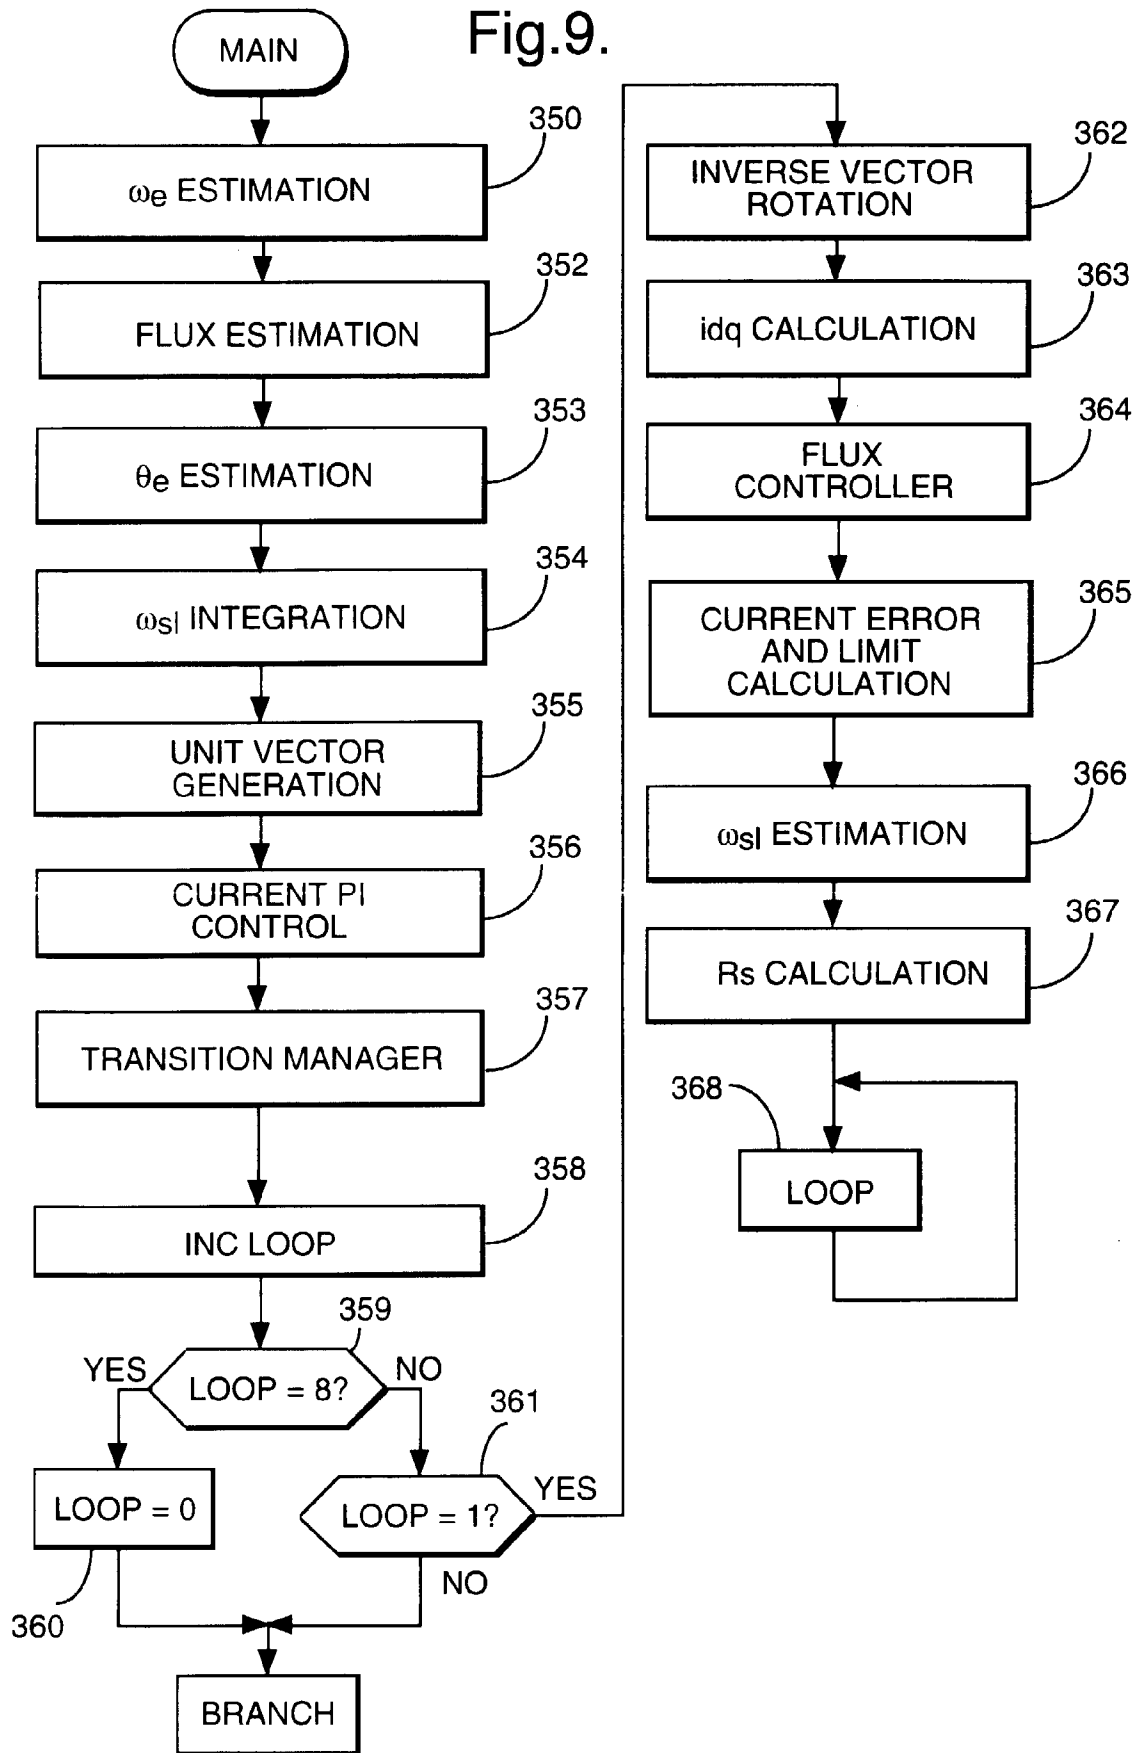 Fig.9.
MAIN
350
ωe ESTIMATION
352
FLUX ESTIMATION
353
θe ESTIMATION
354
ωsl INTEGRATION
355
UNIT VECTOR
GENERATION
356
CURRENT PI
CONTROL
357
TRANSITION MANAGER
358
INC LOOP
359
YES
NO
LOOP = 8?
361
LOOP = 0
LOOP = 1?
YES
NO
360
BRANCH
362
INVERSE VECTOR
ROTATION
363
idq CALCULATION
364
FLUX
CONTROLLER
365
CURRENT ERROR
AND LIMIT
CALCULATION
366
ωsl ESTIMATION
367
Rs CALCULATION
368
LOOP